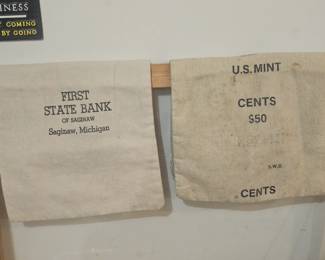 INESS
COMING
BY GOING
FIRST
STATE BANK
OF SAGINAW
Saginaw, Michigan
U.S. MINT
CENTS
$50
S.W.D.
CENTS